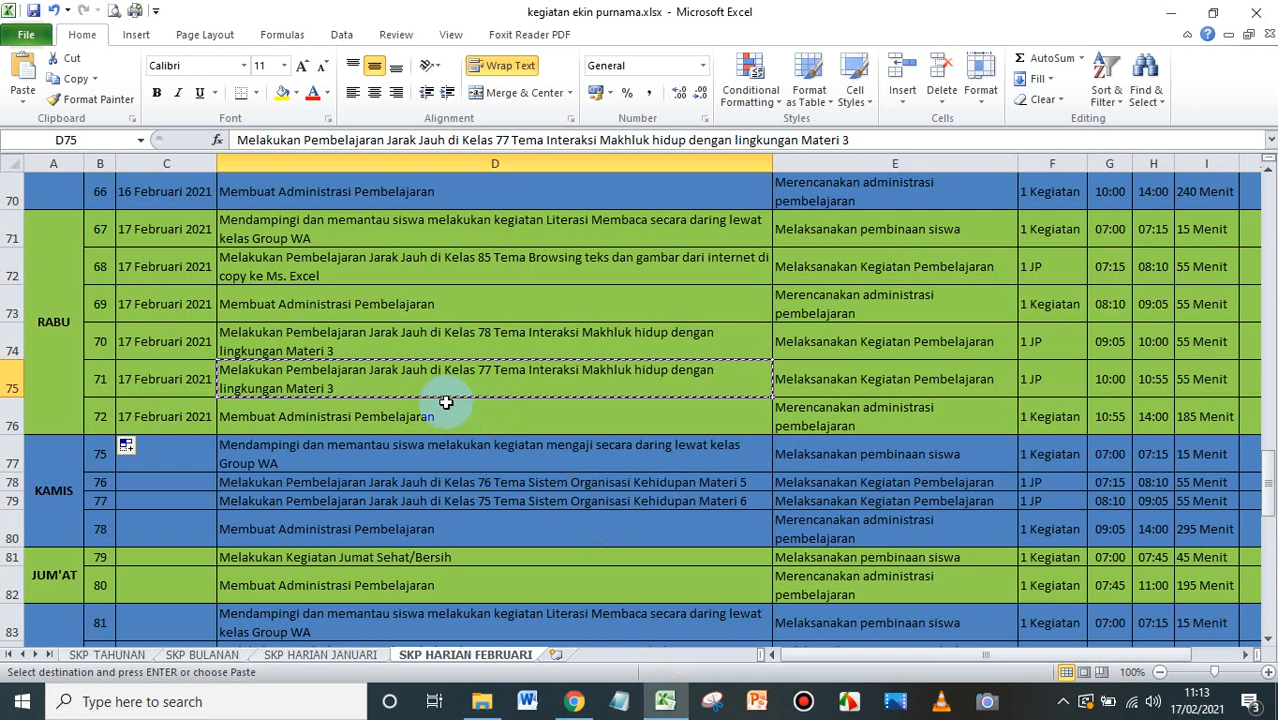 kegiatan ekin purnama.xlsx - Microsoft Excel
File Home Insert Page Layout Formulas Data Review View Foxit Reader PDF
Cut
Copy
Format Painter
Paste
Clipboard
Calibri 11
B I U
Font
Wrap Text
Merge & Center
Alignment
General
Number
Conditional Formatting
Format as Table
Cell Styles
Styles
Insert Delete Format
Cells
AutoSum
Fill
Clear
Sort & Filter
Find & Select
Editing
D75 fx Melakukan Pembelajaran Jarak Jauh di Kelas 77 Tema Interaksi Makhluk hidup dengan lingkungan Materi 3
A B C D E F G H I
70 66 16 Februari 2021 Membuat Administrasi Pembelajaran Merencanakan administrasi pembelajaran 1 Kegiatan 10:00 14:00 240 Menit
RABU
71 67 17 Februari 2021 Mendampingi dan memantau siswa melakukan kegiatan Literasi Membaca secara daring lewat kelas Group WA Melaksanakan pembinaan siswa 1 Kegiatan 07:00 07:15 15 Menit
72 68 17 Februari 2021 Melakukan Pembelajaran Jarak Jauh di Kelas 85 Tema Browsing teks dan gambar dari internet di copy ke Ms. Excel Melaksanakan Kegiatan Pembelajaran 1 JP 07:15 08:10 55 Menit
73 69 17 Februari 2021 Membuat Administrasi Pembelajaran Merencanakan administrasi pembelajaran 1 Kegiatan 08:10 09:05 55 Menit
74 70 17 Februari 2021 Melakukan Pembelajaran Jarak Jauh di Kelas 78 Tema Interaksi Makhluk hidup dengan lingkungan Materi 3 Melaksanakan Kegiatan Pembelajaran 1 JP 09:05 10:00 55 Menit
75 71 17 Februari 2021 Melakukan Pembelajaran Jarak Jauh di Kelas 77 Tema Interaksi Makhluk hidup dengan lingkungan Materi 3 Melaksanakan Kegiatan Pembelajaran 1 JP 10:00 10:55 55 Menit
76 72 17 Februari 2021 Membuat Administrasi Pembelajaran Merencanakan administrasi pembelajaran 1 Kegiatan 10:55 14:00 185 Menit
KAMIS
77 75 Mendampingi dan memantau siswa melakukan kegiatan mengaji secara daring lewat kelas Group WA Melaksanakan pembinaan siswa 1 Kegiatan 07:00 07:15 15 Menit
78 76 Melakukan Pembelajaran Jarak Jauh di Kelas 76 Tema Sistem Organisasi Kehidupan Materi 5 Melaksanakan Kegiatan Pembelajaran 1 JP 07:15 08:10 55 Menit
79 77 Melakukan Pembelajaran Jarak Jauh di Kelas 75 Tema Sistem Organisasi Kehidupan Materi 6 Melaksanakan Kegiatan Pembelajaran 1 JP 08:10 09:05 55 Menit
80 78 Membuat Administrasi Pembelajaran Merencanakan administrasi pembelajaran 1 Kegiatan 09:05 14:00 295 Menit
JUM'AT
81 79 Melakukan Kegiatan Jumat Sehat/Bersih Melaksanakan pembinaan siswa 1 Kegiatan 07:00 07:45 45 Menit
82 80 Membuat Administrasi Pembelajaran Merencanakan administrasi pembelajaran 1 Kegiatan 07:45 11:00 195 Menit
83 81 Mendampingi dan memantau siswa melakukan kegiatan Literasi Membaca secara daring lewat kelas Group WA Melaksanakan pembinaan siswa 1 Kegiatan 07:00 07:15 15 Menit
SKP TAHUNAN SKP BULANAN SKP HARIAN JANUARI SKP HARIAN FEBRUARI
Select destination and press ENTER or choose Paste 100%
Type here to search
11:13
17/02/2021
3